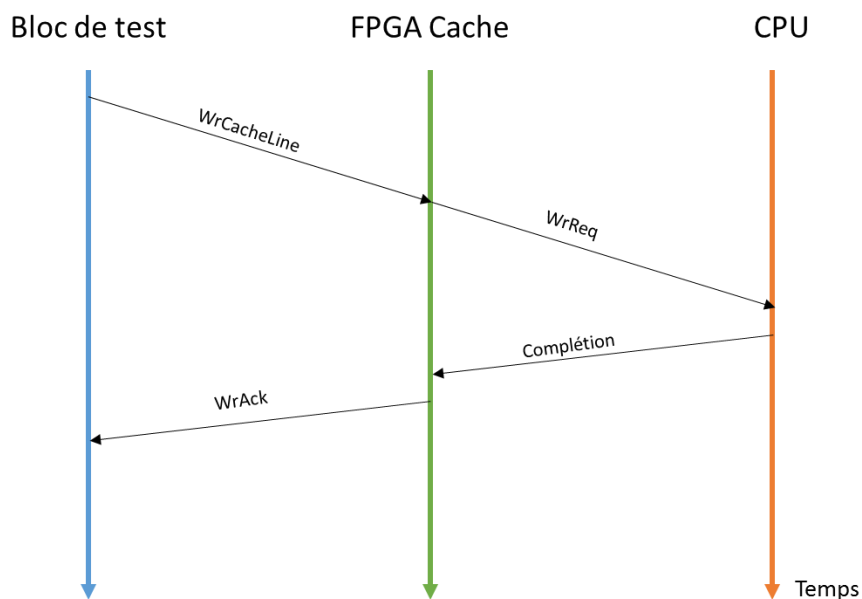 Bloc de test
FPGA Cache
CPU
WrCacheLine
WrReq
Complétion
WrAck
Temps